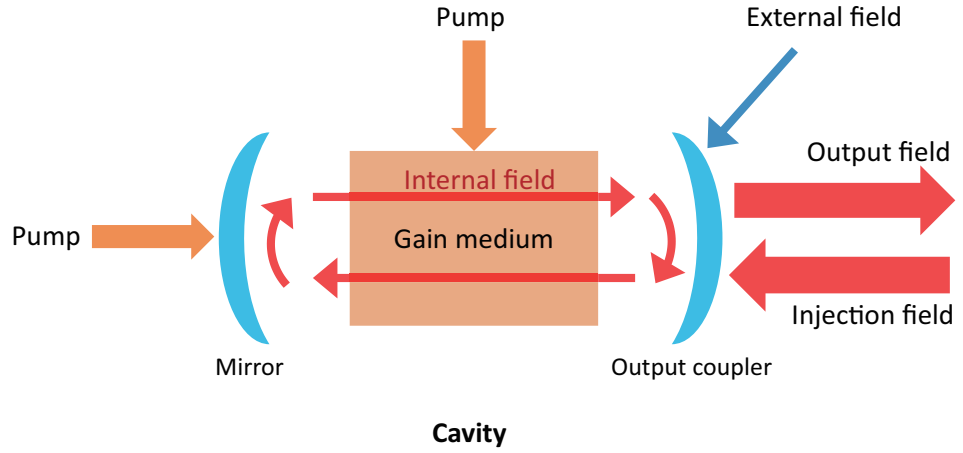 Pump
External field
Output field
Internal field
Pump
Gain medium
Injection field
Mirror
Output coupler
Cavity